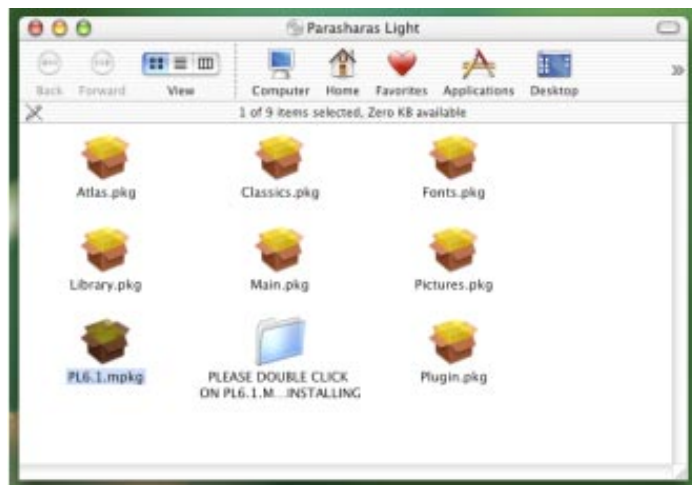 Parasharas Light
Back Forward View Computer Home Favorites Applications Desktop
1 of 9 items selected, Zero KB available
Atlas.pkg Classics.pkg Fonts.pkg
Library.pkg Main.pkg Pictures.pkg
PL6.1.mpkg PLEASE DOUBLE CLICK Plugin.pkg
ON PL6.1.M...INSTALLING